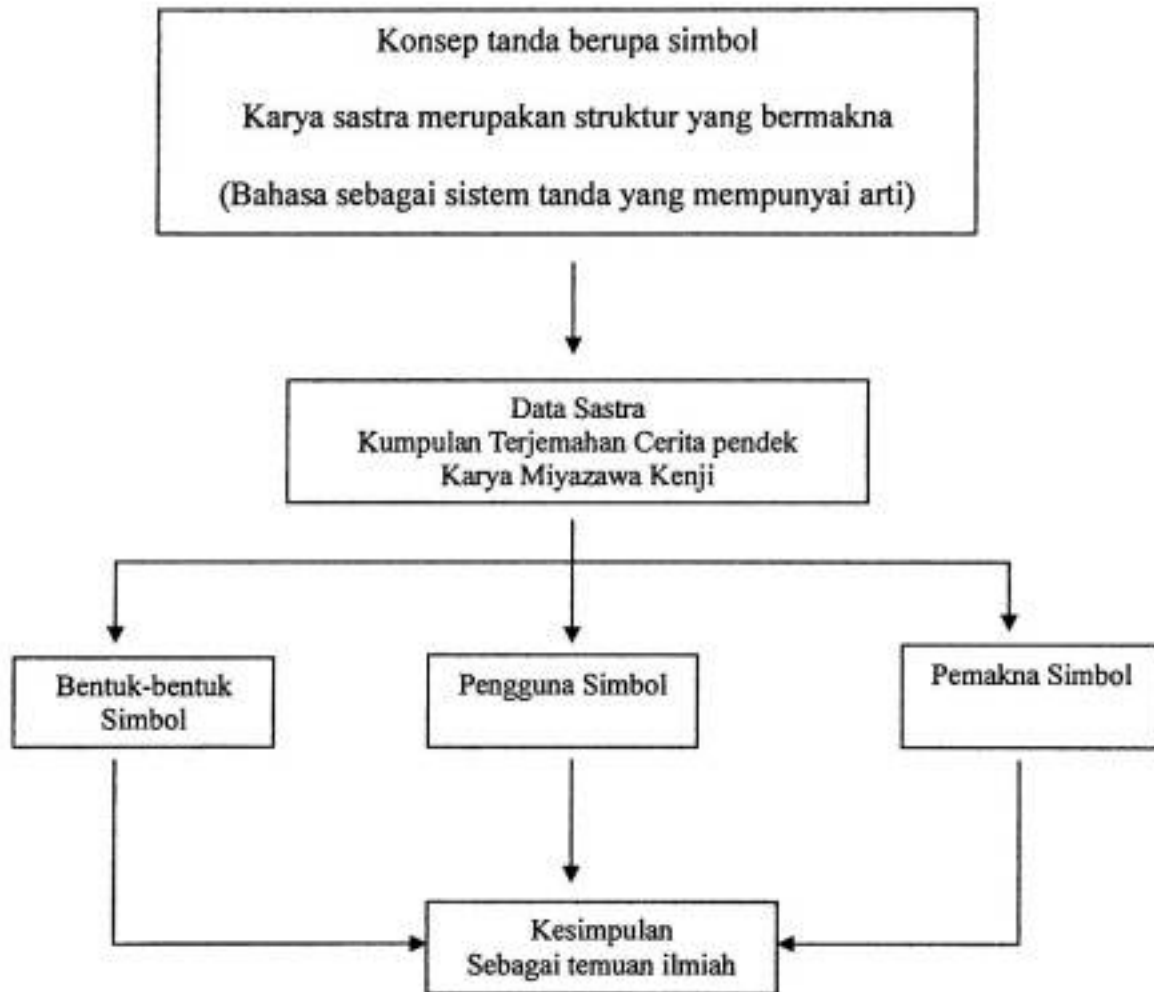 Konsep tanda berupa simbol
Karya sastra merupakan struktur yang bermakna
(Bahasa sebagai sistem tanda yang mempunyai arti)
Data Sastra
Kumpulan Terjemahan Cerita pendek
Karya Miyazawa Kenji
Bentuk-bentuk
Simbol
Pengguna Simbol
Pemakna Simbol
Kesimpulan
Sebagai temuan ilmiah